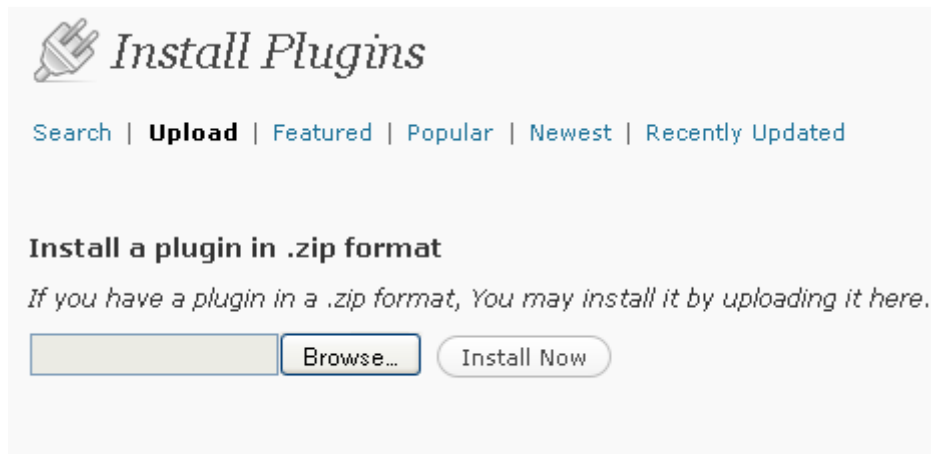 Install Plugins
Search | Upload | Featured | Popular | Newest | Recently Updated
Install a plugin in .zip format
If you have a plugin in a .zip format, You may install it by uploading it here.
Browse... Install Now